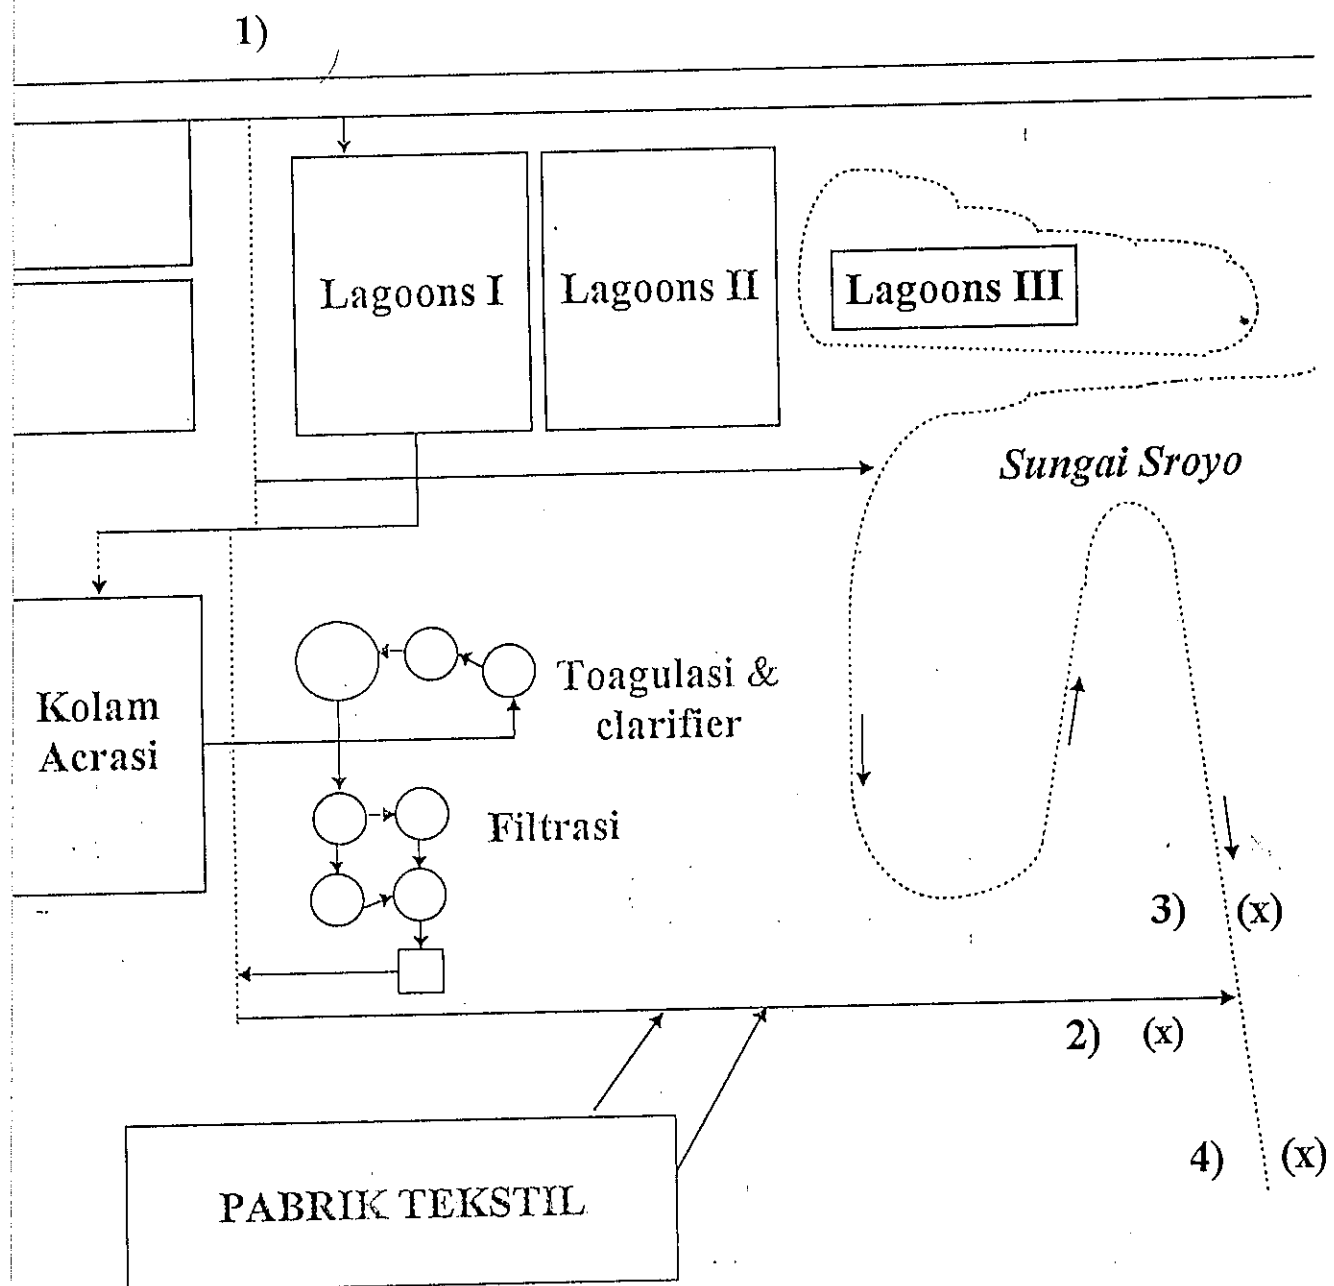 1)
Lagoons I
Lagoons II
Lagoons III
Sungai Sroyo
Kolam
Acrasi
Toagulasi &
clarifier
Filtrasi
3) (x)
2) (x)
4) (x)
PABRIK TEKSTIL